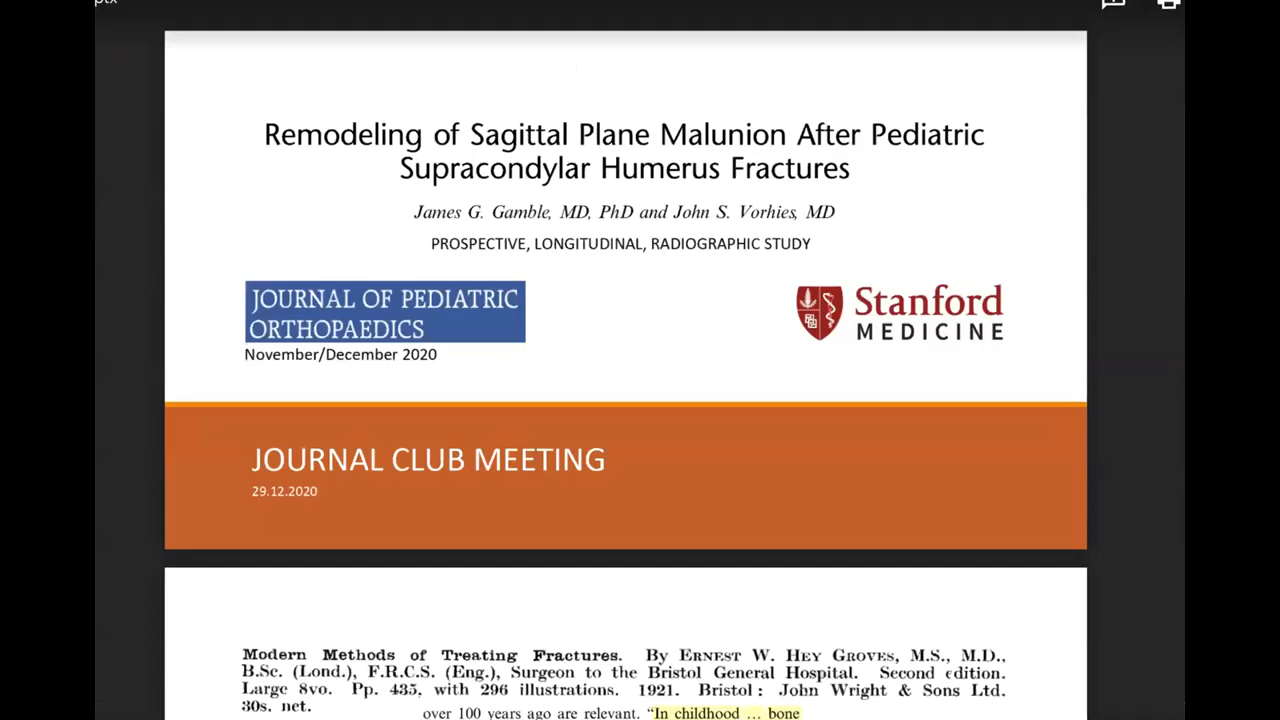 ptx
Remodeling of Sagittal Plane Malunion After Pediatric
Supracondylar Humerus Fractures
James G. Gamble, MD, PhD and John S. Vorhies, MD
PROSPECTIVE, LONGITUDINAL, RADIOGRAPHIC STUDY
JOURNAL OF PEDIATRIC
ORTHOPAEDICS
November/December 2020
Stanford
MEDICINE
JOURNAL CLUB MEETING
29.12.2020
Modern Methods of Treating Fractures. By ERNEST W. HEY GROVES, M.S., M.D.,
B.Sc. (Lond.), F.R.C.S. (Eng.), Surgeon to the Bristol General Hospital. Second edition.
Large 8vo. Pp. 435, with 296 illustrations. 1921. Bristol: John Wright & Sons Ltd.
30s. net.
over 100 years ago are relevant. “In childhood … bone